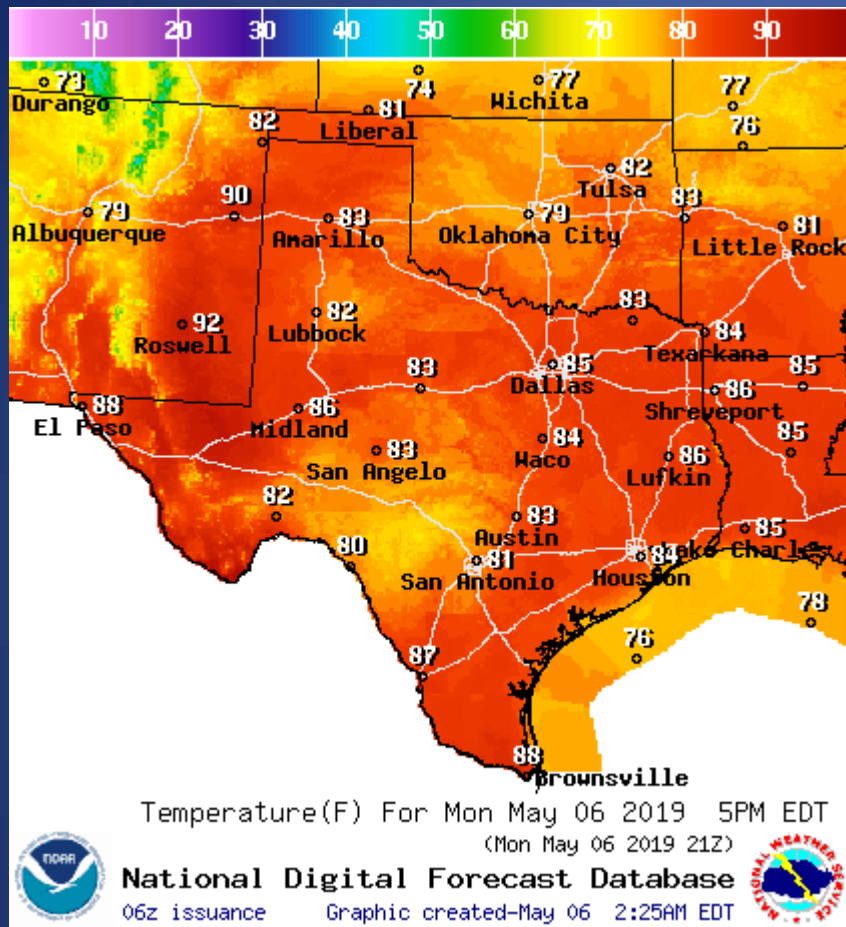 10 20 30 40 50 60 70 80 90
73
Durango
74
77
Wichita
77
81
Liberal
82
76
82
Tulsa
79
Albuquerque
90
83
Amarillo
79
Oklahoma City
83
81
Little Rock
92
Roswell
82
Lubbock
83
84
Texarkana
85
Dallas
83
88
El Paso
86
Midland
86
Shreveport
85
83
San Angelo
84
Waco
86
Lufkin
85
82
83
Austin
85
Lake Charles
80
81
San Antonio
84
Houston
87
76
78
88
Brownsville
Temperature(F) For Mon May 06 2019 5PM EDT
(Mon May 06 2019 21Z)
NOAA
National Digital Forecast Database
06z issuance Graphic created-May 06 2:25AM EDT
NATIONAL WEATHER SERVICE